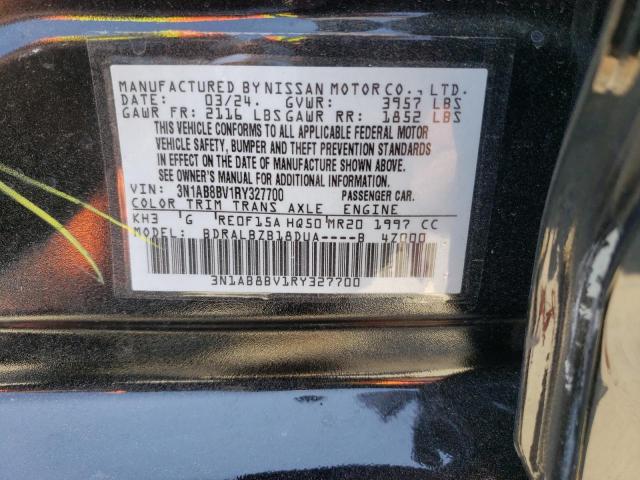 MANUFACTURED BY NISSAN MOTOR CO., LTD.
DATE: 03/24. GVWR: 3957 LBS
GAWR FR: 2116 LBS GAWR RR: 1852 LBS
THIS VEHICLE CONFORMS TO ALL APPLICABLE FEDERAL MOTOR
VEHICLE SAFETY, BUMPER AND THEFT PREVENTION STANDARDS
IN EFFECT ON THE DATE OF MANUFACTURE SHOWN ABOVE.
SEE OWNER'S MANUAL FOR ADDITIONAL INFORMATION.
VIN: 3N1AB8BV1RY327700 PASSENGER CAR.
COLOR TRIM TRANS AXLE ENGINE
KH3 G RE0F15A HQ50 MR20 1997 CC
MODEL: BDRALBZB18DUA----B 4Z000
3N1AB8BV1RY327700